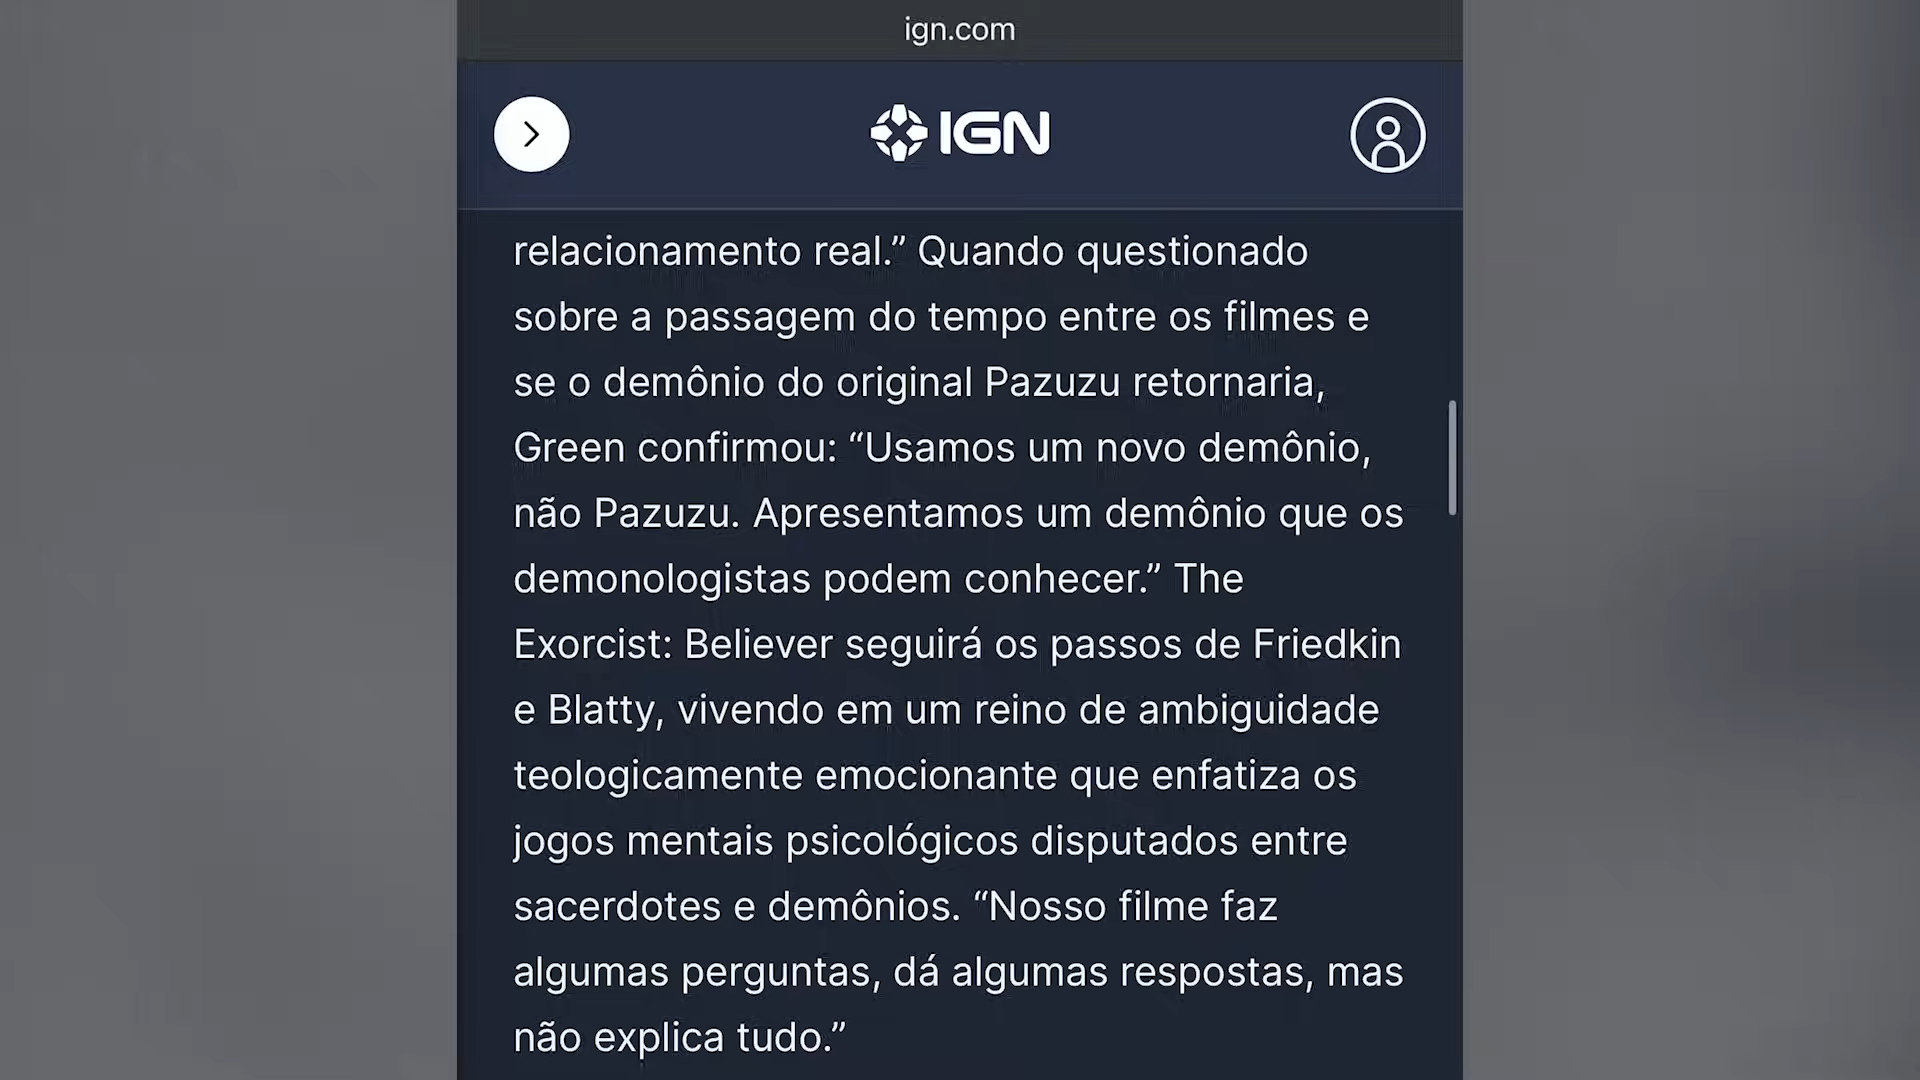 ign.com
IGN
relacionamento real.” Quando questionado
sobre a passagem do tempo entre os filmes e
se o demônio do original Pazuzu retornaria,
Green confirmou: “Usamos um novo demônio,
não Pazuzu. Apresentamos um demônio que os
demonologistas podem conhecer.” The
Exorcist: Believer seguirá os passos de Friedkin
e Blatty, vivendo em um reino de ambiguidade
teologicamente emocionante que enfatiza os
jogos mentais psicológicos disputados entre
sacerdotes e demônios. “Nosso filme faz
algumas perguntas, dá algumas respostas, mas
não explica tudo.”